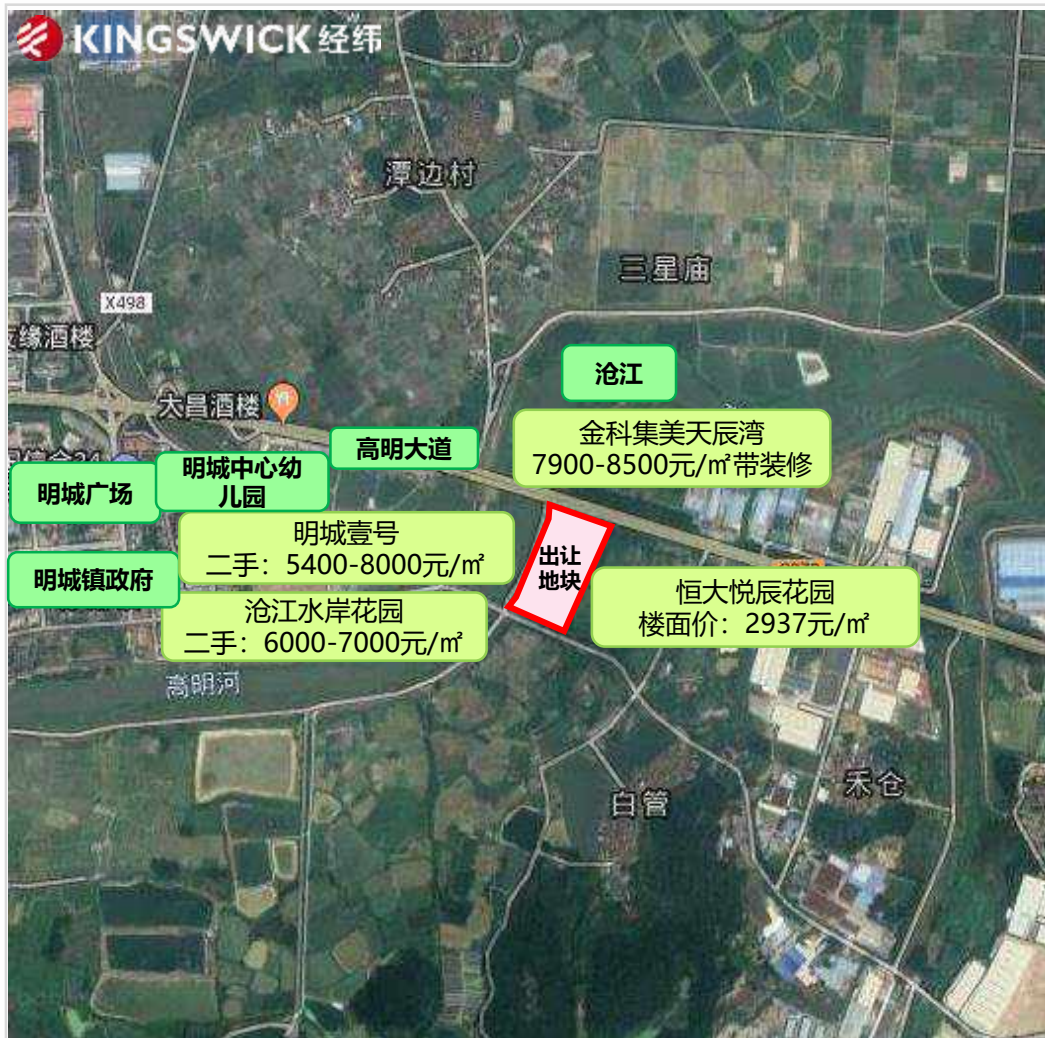 KINGSWICK 经纬
潭边村
三星庙
X498
缘酒楼
沧江
大昌酒楼
金科集美天辰湾
7900-8500元/㎡带装修
高明大道
明城中心幼
儿园
明城广场
明城壹号
二手：5400-8000元/㎡
出让
地块
明城镇政府
恒大悦辰花园
楼面价：2937元/㎡
沧江水岸花园
二手：6000-7000元/㎡
高明河
白管
禾仓